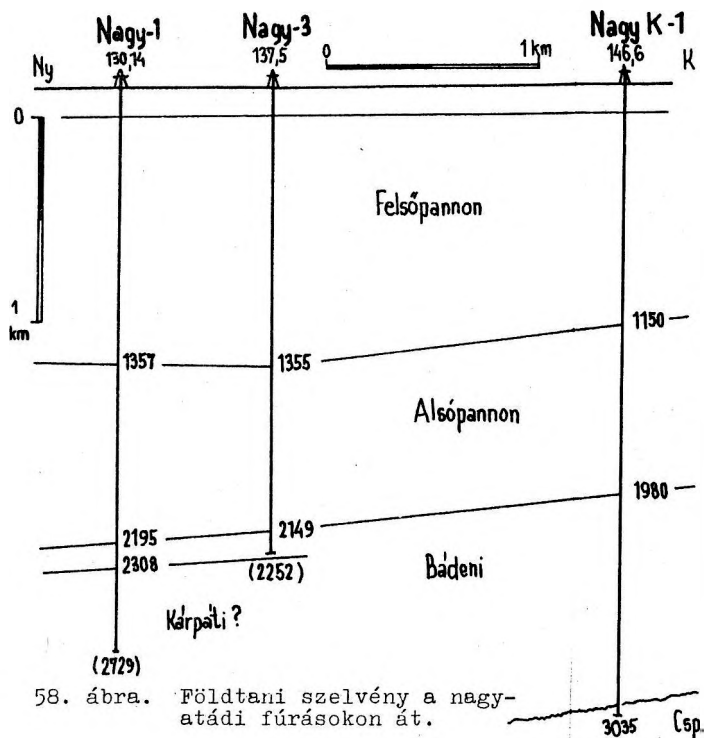 Nagy-1 Nagy-3 Nagy K-1
130,14 137,5 0 1 km 146,6
Ny K
0
Felsőpannon
1
km
1150
1357 1355
Alsópannon
1980
2195 2149
2308 (2252) Bádeni
Kárpáti?
(2729)
58. ábra. Földtani szelvény a nagy-
atádi fúrásokon át.
3035 Csp.